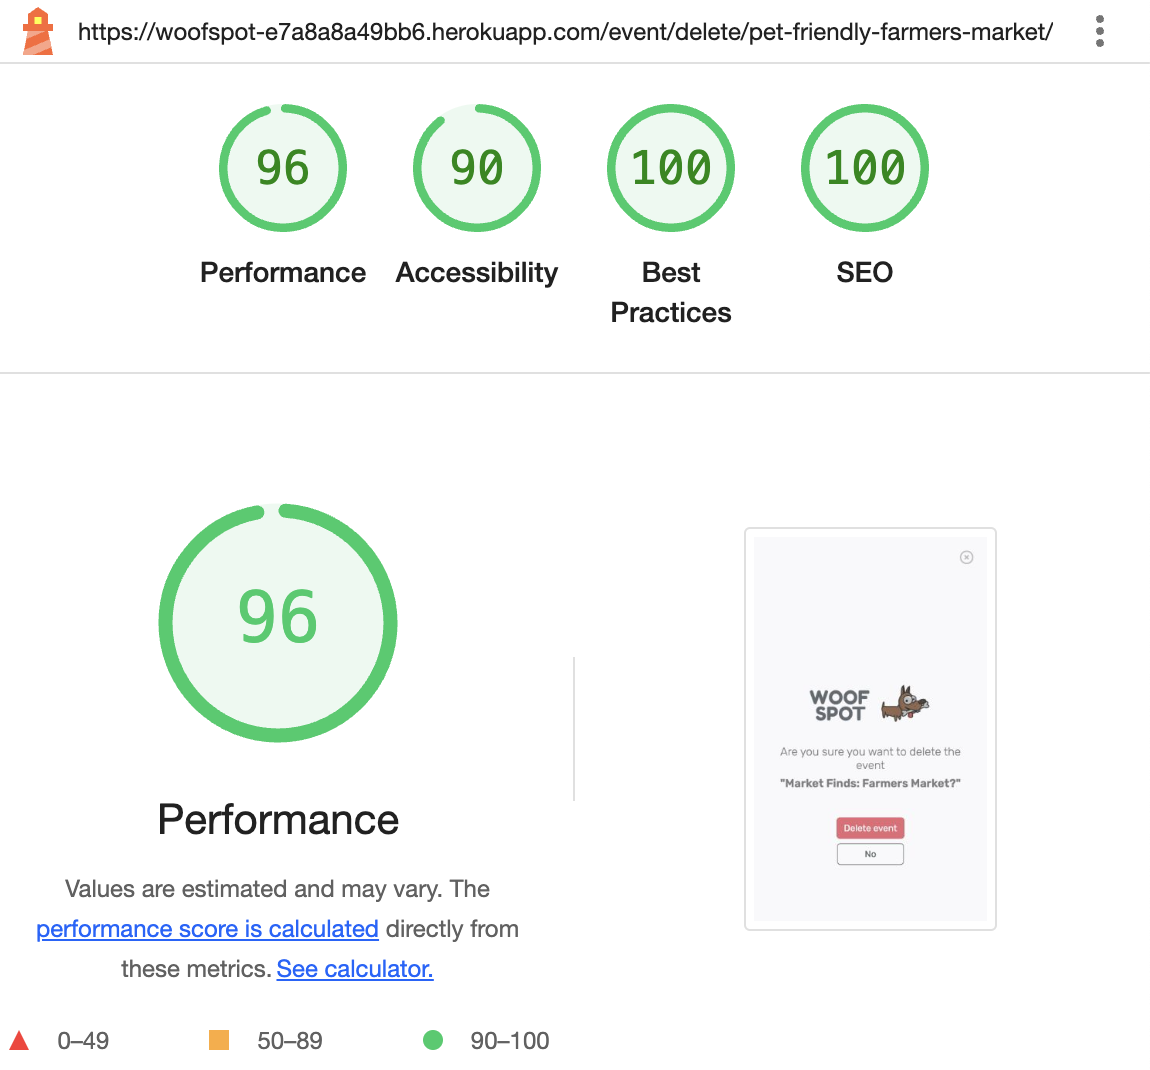 https://woofspot-e7a8a8a49bb6.herokuapp.com/event/delete/pet-friendly-farmers-market/
96
90
100
100
Performance
Accessibility
Best
Practices
SEO
96
Performance
Values are estimated and may vary. The
performance score is calculated directly from
these metrics. See calculator.
0–49
50–89
90–100
WOOF
SPOT
Are you sure you want to delete the
event
"Market Finds: Farmers Market?"
Delete event
No